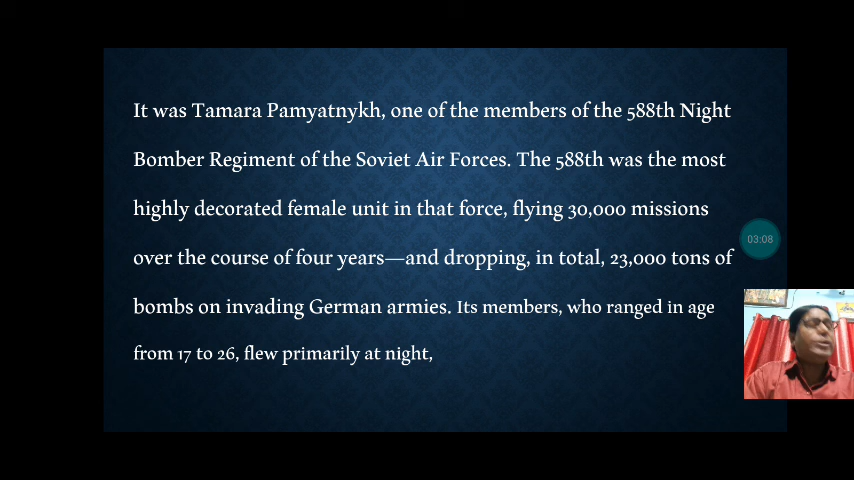 It was Tamara Pamyatnykh, one of the members of the 588th Night
Bomber Regiment of the Soviet Air Forces. The 588th was the most
highly decorated female unit in that force, flying 30,000 missions
over the course of four years—and dropping, in total, 23,000 tons of
bombs on invading German armies. Its members, who ranged in age
from 17 to 26, flew primarily at night,
03:08